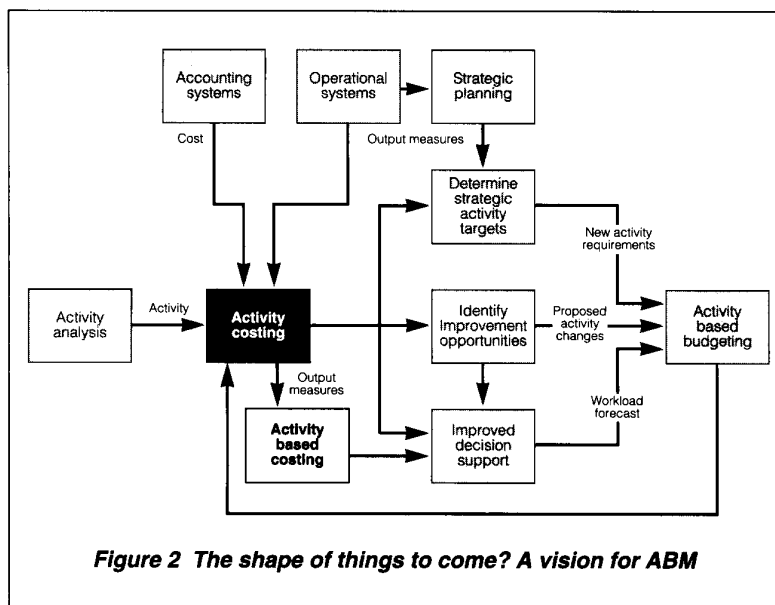 Accounting
systems
Operational
systems
Strategic
planning
Cost
Output measures
Determine
strategic
activity
targets
New activity
requirements
Activity
analysis
Activity
Activity
costing
Identify
Improvement
opportunities
Proposed
activity
changes
Activity
based
budgeting
Output
measures
Activity
based
costing
Improved
decision
support
Workload
forecast
Figure 2 The shape of things to come? A vision for ABM